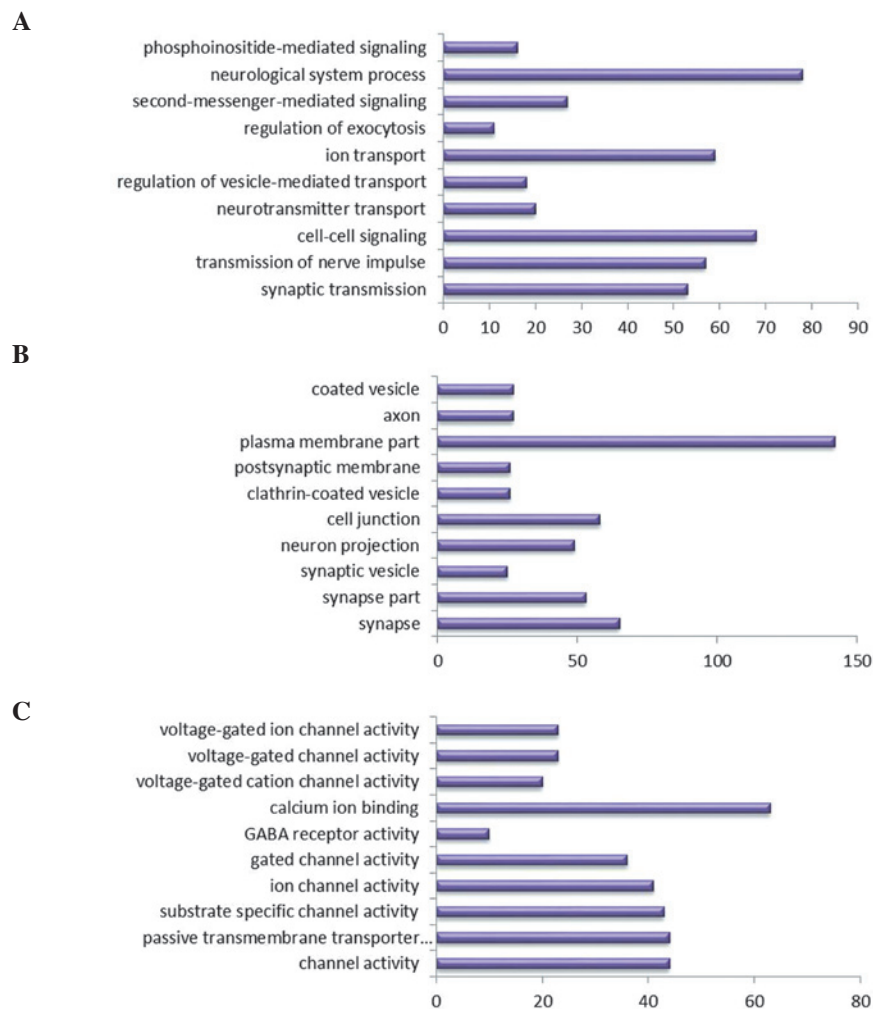 A
phosphoinositide-mediated signaling
neurological system process
second-messenger-mediated signaling
regulation of exocytosis
ion transport
regulation of vesicle-mediated transport
neurotransmitter transport
cell-cell signaling
transmission of nerve impulse
synaptic transmission
0 10 20 30 40 50 60 70 80 90
B
coated vesicle
axon
plasma membrane part
postsynaptic membrane
clathrin-coated vesicle
cell junction
neuron projection
synaptic vesicle
synapse part
synapse
0 50 100 150
C
voltage-gated ion channel activity
voltage-gated channel activity
voltage-gated cation channel activity
calcium ion binding
GABA receptor activity
gated channel activity
ion channel activity
substrate specific channel activity
passive transmembrane transporter...
channel activity
0 20 40 60 80